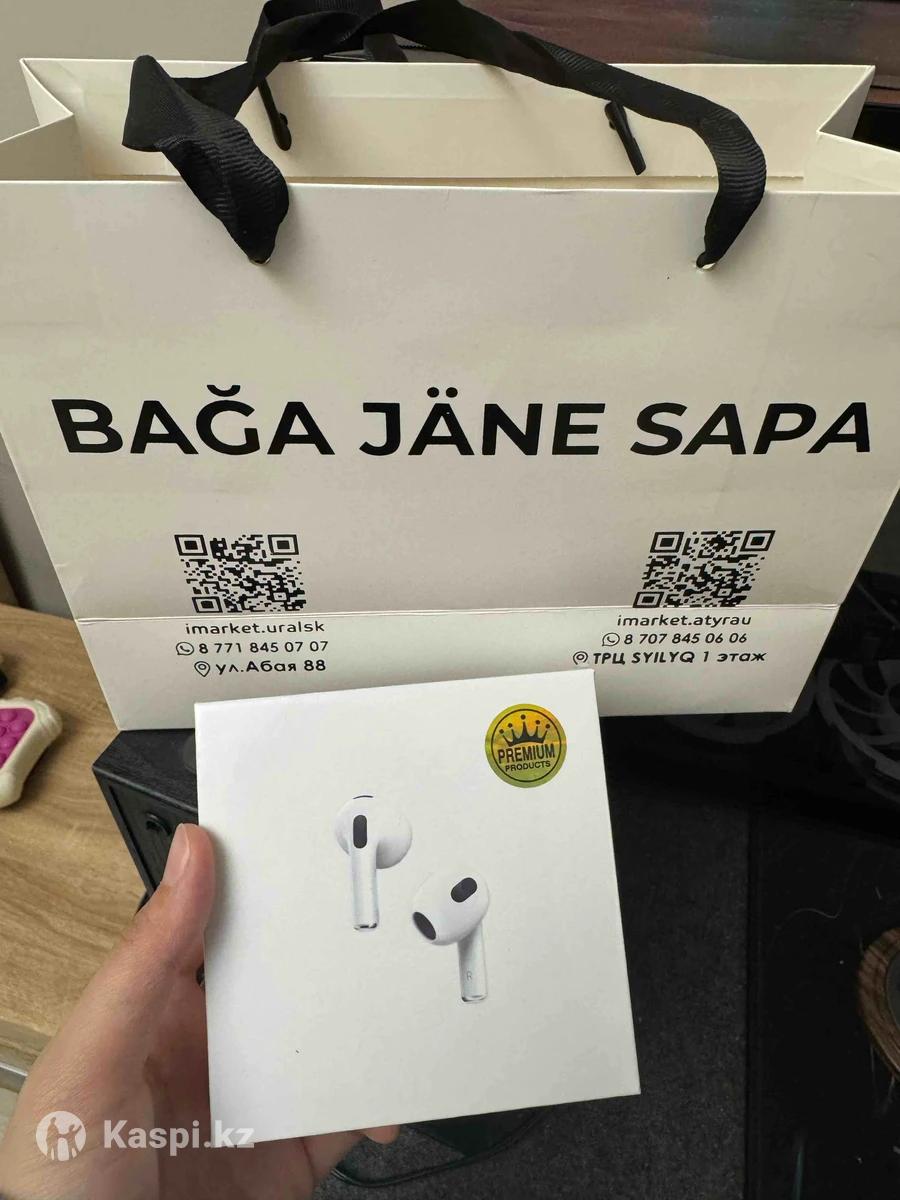 BAĞA JÄNE SAPA
imarket.uralsk
8 771 845 07 07
ул.Абая 88
imarket.atyrau
8 707 845 06 06
ТРЦ SYILYQ 1 этаж
PREMIUM
PRODUCTS
R
Kaspi.kz